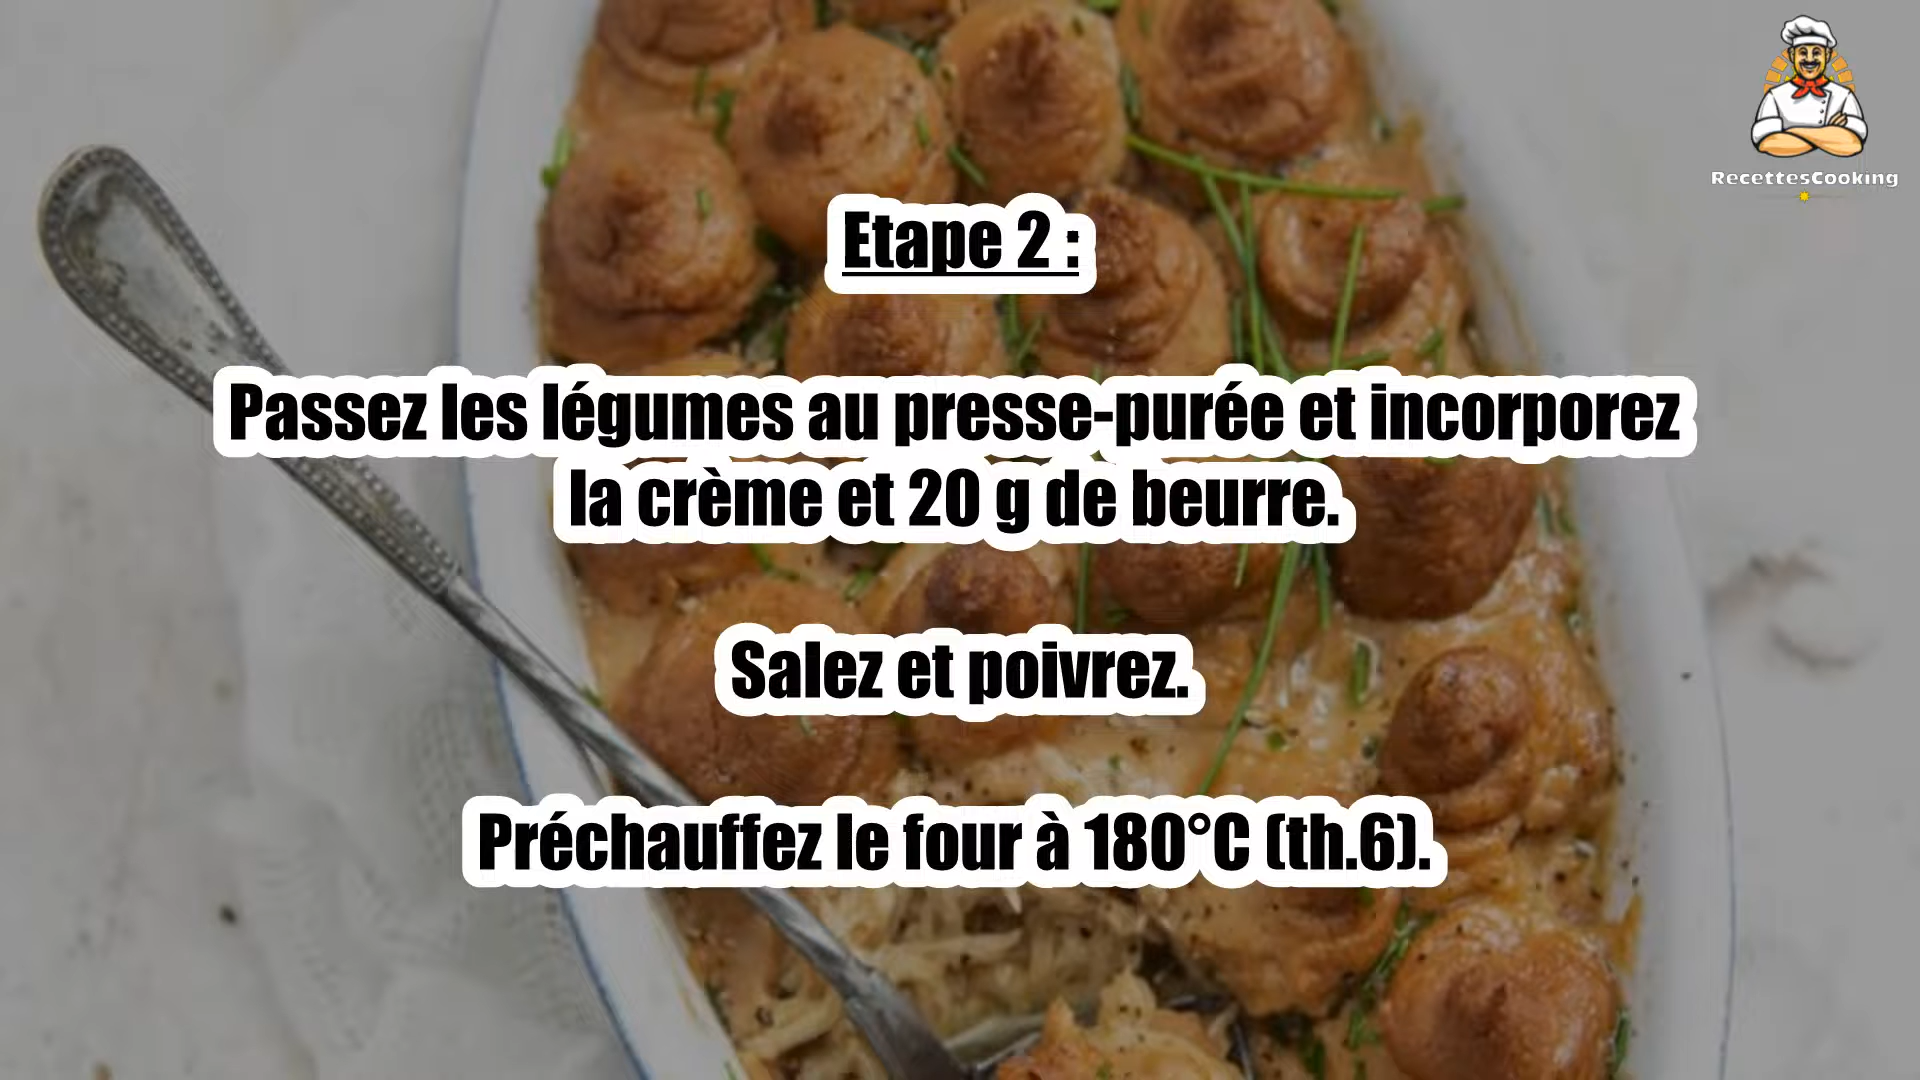 RecettesCooking
Etape 2 :
Passez les légumes au presse-purée et incorporez
la crème et 20 g de beurre.
Salez et poivrez.
Préchauffez le four à 180°C (th.6).